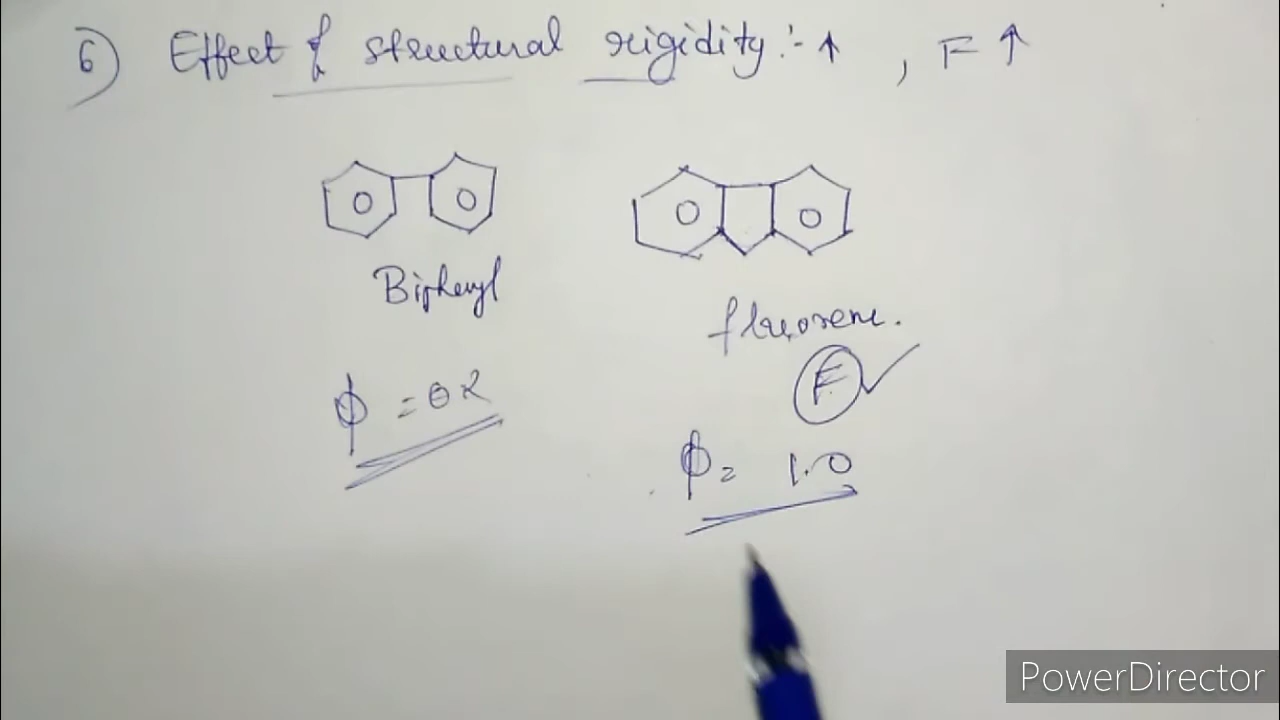 6) Effect of structural rigidity :- ↑ , F ↑
Biphenyl
fluorene.
F ✓
φ = 0.2
φ = 1.0
PowerDirector